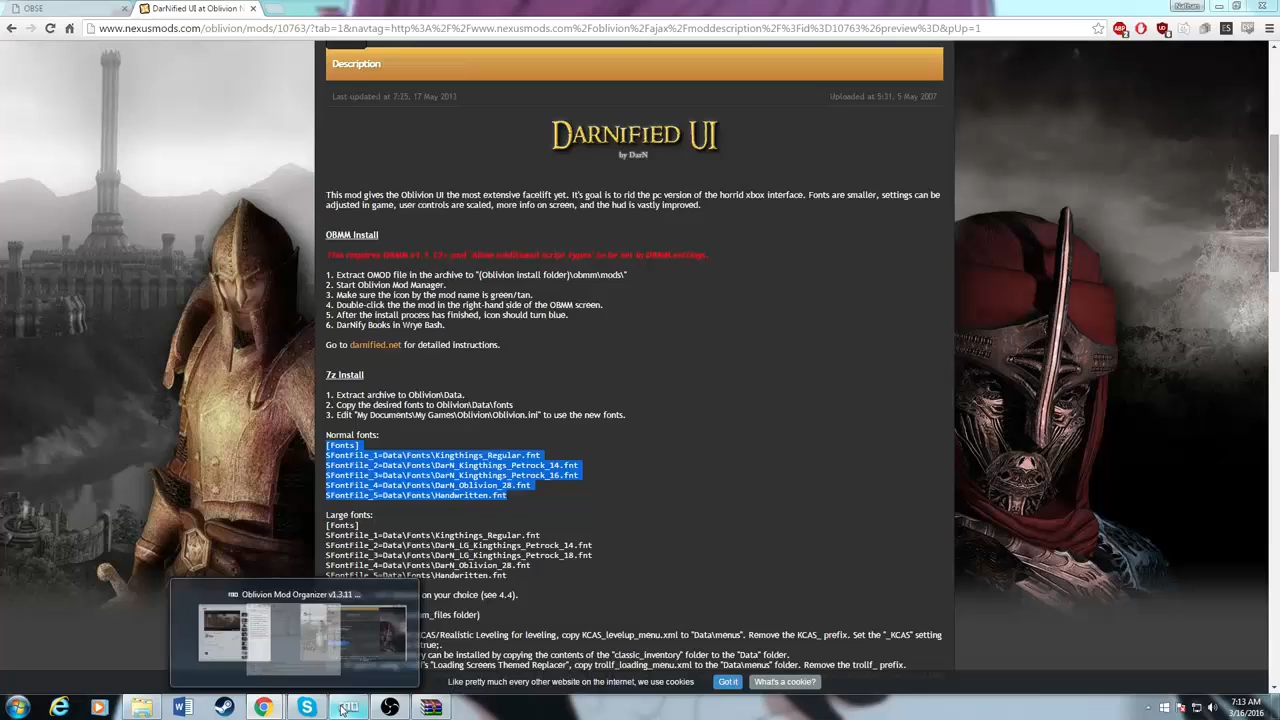 OBSE
DarNified UI at Oblivion N
Nathan
www.nexusmods.com/oblivion/mods/10763/?tab=1&navtag=http%3A%2F%2Fwww.nexusmods.com%2Foblivion%2Fajax%2Fmoddescription%2F%3Fid%3D10763%26preview%3D&pUp=1
Description
Last updated at 7:25, 17 May 2013
Uploaded at 5:31, 5 May 2007
DARNIFIED UI
by DarN
This mod gives the Oblivion UI the most extensive facelift yet. It's goal is to rid the pc version of the horrid xbox interface. Fonts are smaller, settings can be
adjusted in game, user controls are scaled, more info on screen, and the hud is vastly improved.
OBMM Install
1. Extract OMOD file in the archive to "(Oblivion install folder)\obmm\mods\"
2. Start Oblivion Mod Manager.
3. Make sure the icon by the mod name is green/tan.
4. Double-click the the mod in the right-hand side of the OBMM screen.
5. After the install process has finished, icon should turn blue.
6. DarNify Books in Wrye Bash.
Go to darnified.net for detailed instructions.
7z Install
1. Extract archive to Oblivion\Data.
2. Copy the desired fonts to Oblivion\Data\fonts
3. Edit "My Documents\My Games\Oblivion\Oblivion.ini" to use the new fonts.
Normal fonts:
[Fonts]
SFontFile_1=Data\Fonts\Kingthings_Regular.fnt
SFontFile_2=Data\Fonts\DarN_Kingthings_Petrock_14.fnt
SFontFile_3=Data\Fonts\DarN_Kingthings_Petrock_16.fnt
SFontFile_4=Data\Fonts\DarN_Oblivion_28.fnt
SFontFile_5=Data\Fonts\Handwritten.fnt
Large fonts:
[Fonts]
SFontFile_1=Data\Fonts\Kingthings_Regular.fnt
SFontFile_2=Data\Fonts\DarN_LG_Kingthings_Petrock_14.fnt
SFontFile_3=Data\Fonts\DarN_LG_Kingthings_Petrock_18.fnt
SFontFile_4=Data\Fonts\DarN_Oblivion_28.fnt
SFontFile_5=Data\Fonts\Handwritten.fnt
Oblivion Mod Organizer v1.3.11 ...
on your choice (see 4.4).
m_files folder)
CAS/Realistic Leveling for leveling, copy KCAS_levelup_menu.xml to "Data\menus". Remove the KCAS_ prefix. Set the "_KCAS" setting
true;.
ry can be installed by copying the contents of the "classic_inventory" folder to the "Data" folder.
f's "Loading Screens Themed Replacer", copy trollf_loading_menu.xml to the "Data\menus" folder. Remove the trollf_ prefix.
Like pretty much every other website on the internet, we use cookies
Got it
What's a cookie?
7:13 AM
3/16/2016